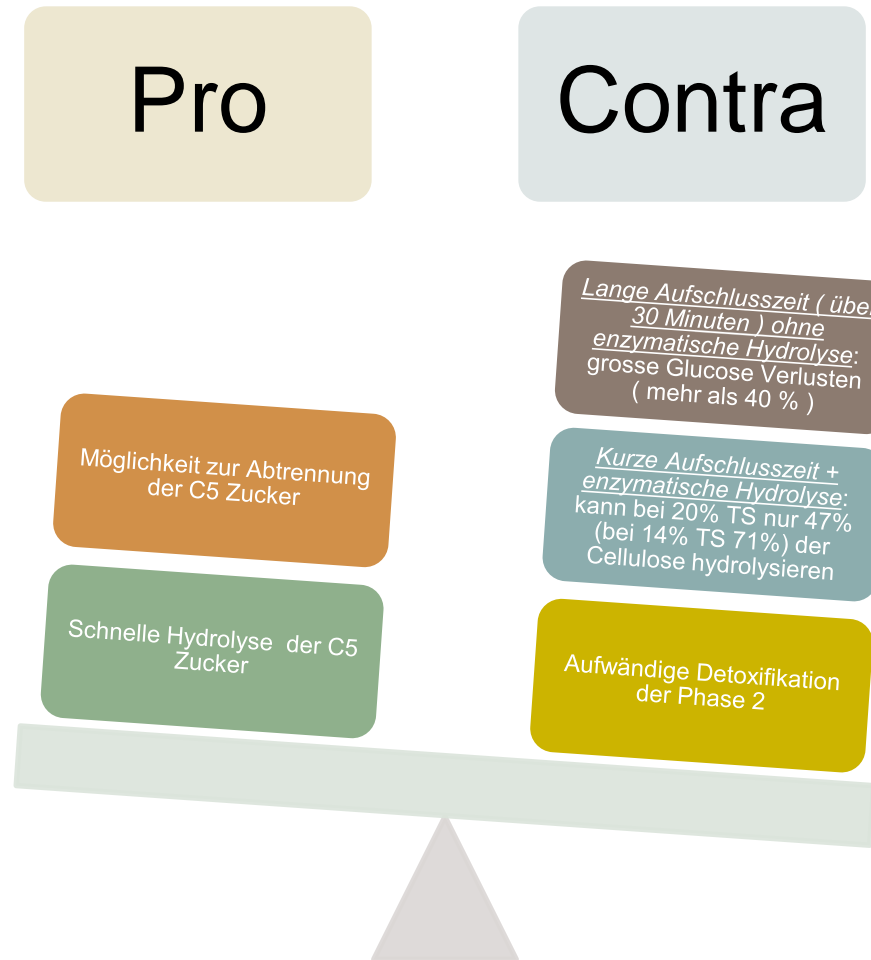 Pro
Contra
Möglichkeit zur Abtrennung
der C5 Zucker
Schnelle Hydrolyse der C5
Zucker
Lange Aufschlusszeit ( über
30 Minuten ) ohne
enzymatische Hydrolyse:
grosse Glucose Verlusten
( mehr als 40 % )
Kurze Aufschlusszeit +
enzymatische Hydrolyse:
kann bei 20% TS nur 47%
(bei 14% TS 71%) der
Cellulose hydrolysieren
Aufwändige Detoxifikation
der Phase 2